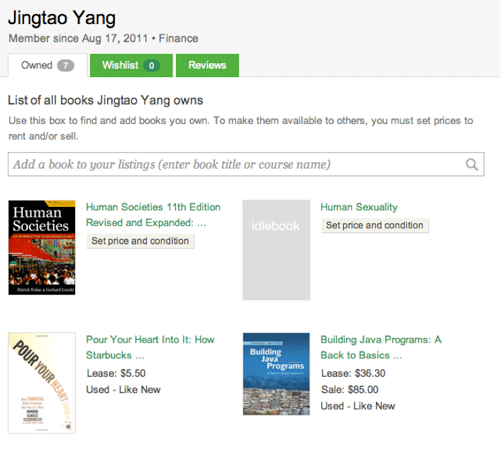 Jingtao Yang
Member since Aug 17, 2011 • Finance
Owned 7
Wishlist 0
Reviews
List of all books Jingtao Yang owns
Use this box to find and add books you own. To make them available to others, you must set prices to
rent and/or sell.
Add a book to your listings (enter book title or course name)
Human
Societies
Patrick Nolan & Gerhard Lenski
Human Societies 11th Edition
Revised and Expanded: ...
Set price and condition
idlebook
Human Sexuality
Set price and condition
POUR YOUR HEART INTO IT
Pour Your Heart Into It: How
Starbucks ...
Lease: $5.50
Used - Like New
Building
Java
Programs
Building Java Programs: A
Back to Basics ...
Lease: $36.30
Sale: $85.00
Used - Like New